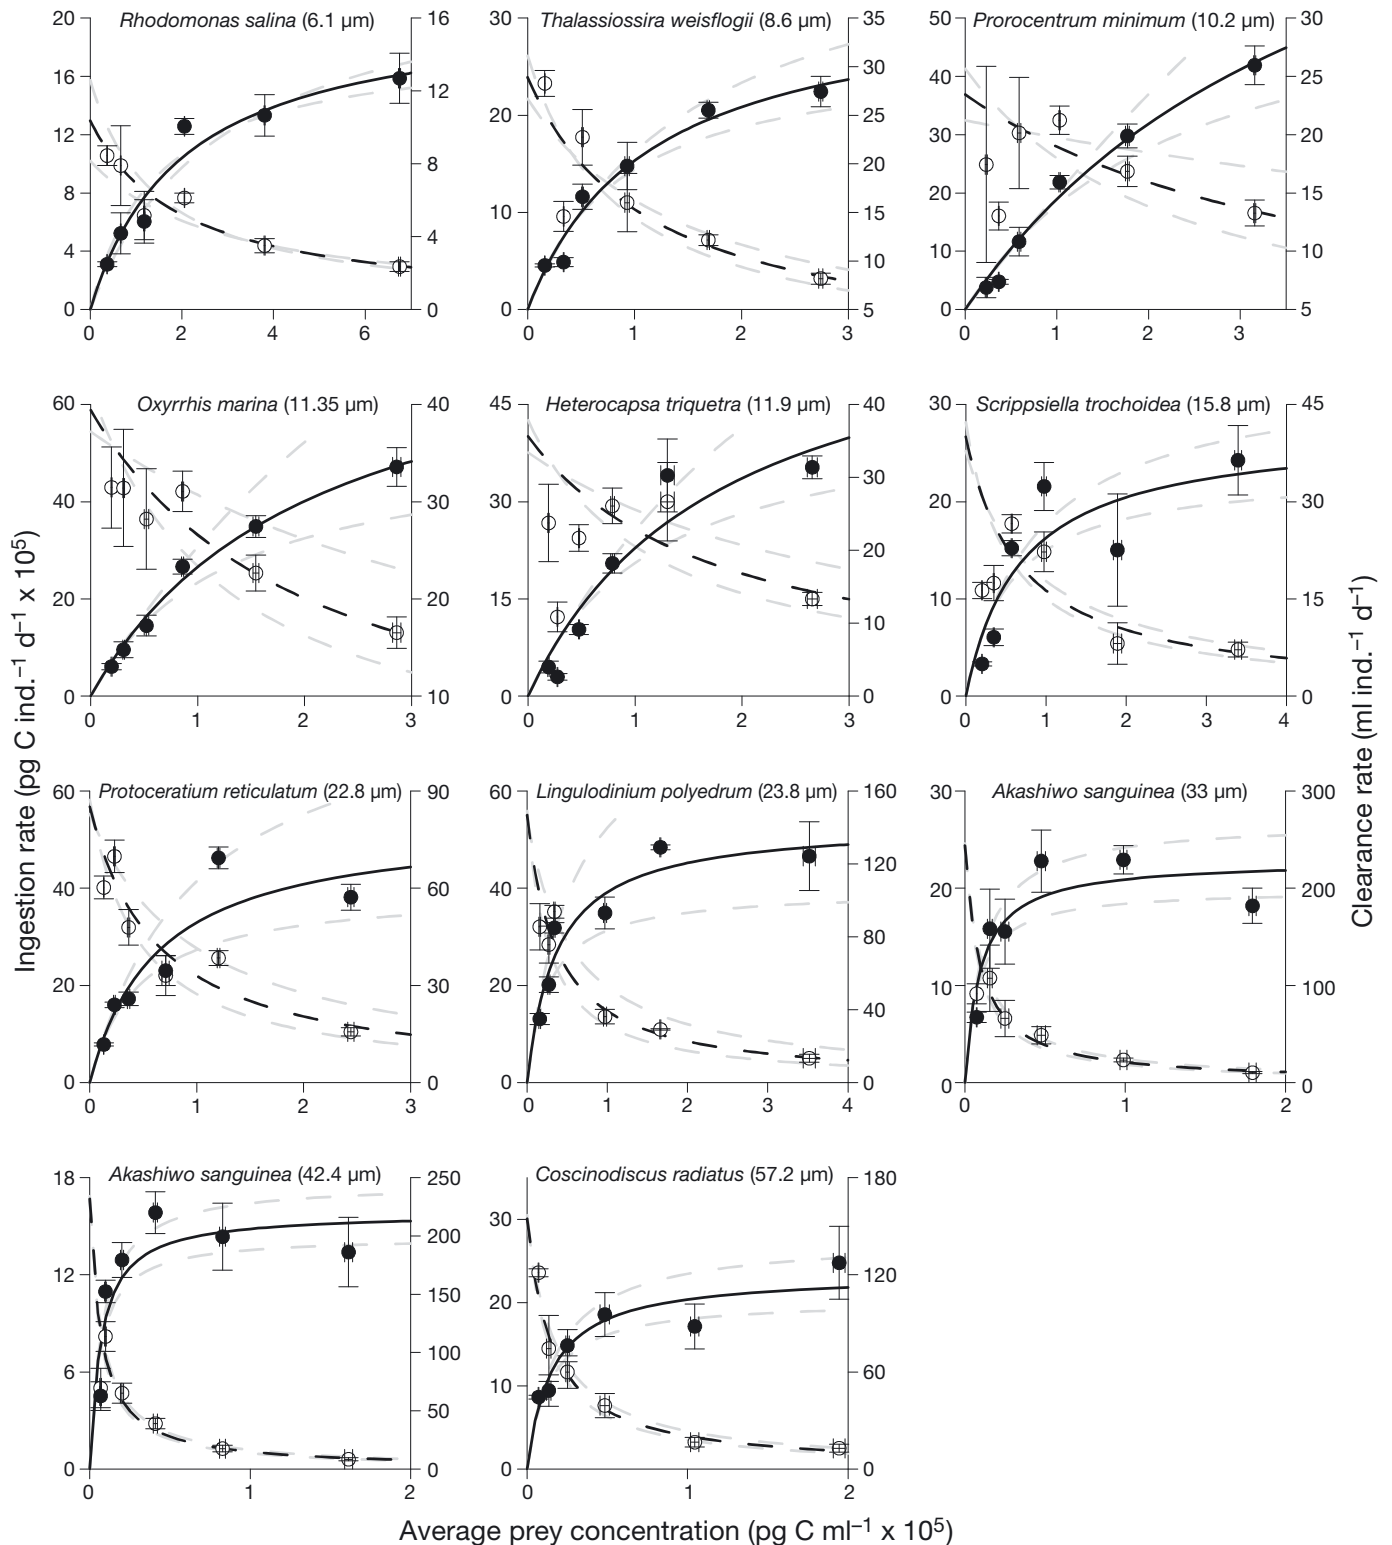 Rhodomonas salina (6.1 µm)
Thalassiossira weisflogii (8.6 µm)
Prorocentrum minimum (10.2 µm)
20 16 12 8 4 0
16 12 8 4 0
0 2 4 6
30 20 10 0
35 30 25 20 15 10 5
0 1 2 3
50 40 30 20 10 0
30 25 20 15 10 5
0 1 2 3
Oxyrrhis marina (11.35 µm)
Heterocapsa triquetra (11.9 µm)
Scrippsiella trochoidea (15.8 µm)
60 40 20 0
40 30 20 10
0 1 2 3
45 30 15 0
40 30 20 10 0
0 1 2 3
30 20 10 0
45 30 15 0
0 1 2 3 4
Ingestion rate (pg C ind.⁻¹ d⁻¹ x 10⁵)
Clearance rate (ml ind.⁻¹ d⁻¹)
Protoceratium reticulatum (22.8 µm)
Lingulodinium polyedrum (23.8 µm)
Akashiwo sanguinea (33 µm)
60 40 20 0
90 60 30 0
0 1 2 3
60 40 20 0
160 120 80 40 0
0 1 2 3 4
30 20 10 0
300 200 100 0
0 1 2
Akashiwo sanguinea (42.4 µm)
Coscinodiscus radiatus (57.2 µm)
18 12 6 0
250 200 150 100 50 0
0 1 2
30 20 10 0
180 120 60 0
0 1 2
Average prey concentration (pg C ml⁻¹ x 10⁵)